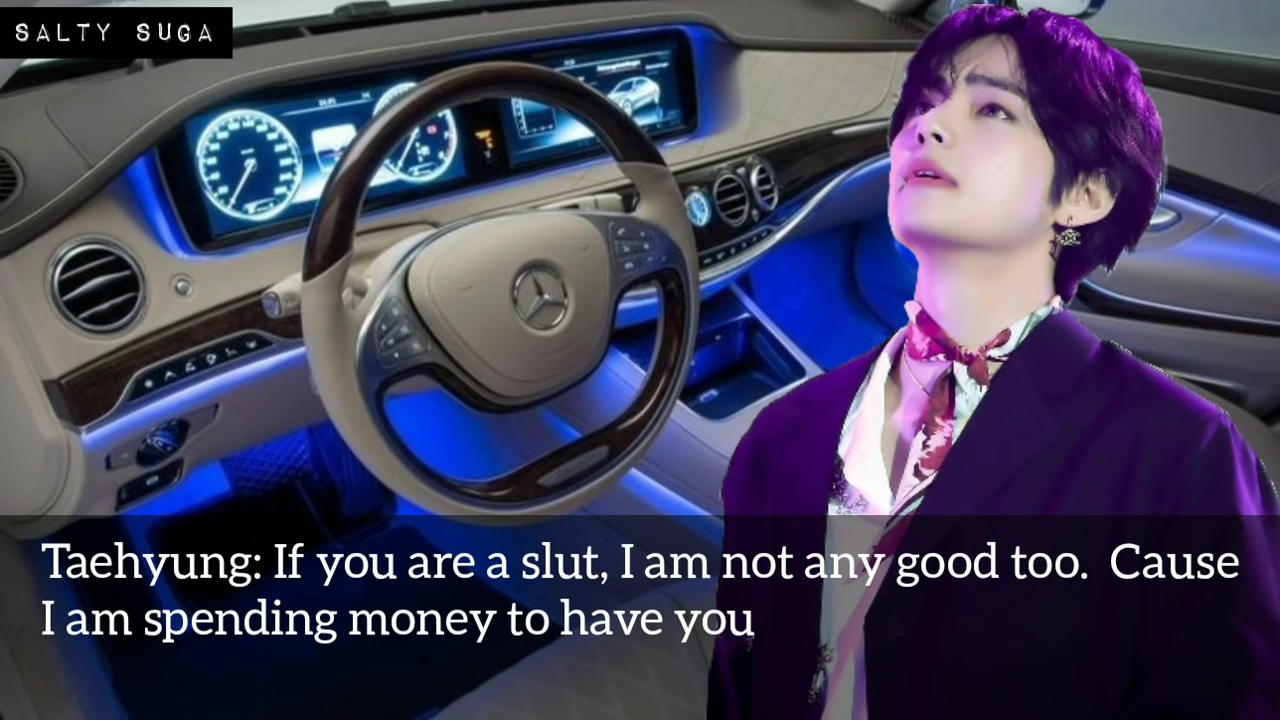 SALTY SUGA
Taehyung: If you are a slut, I am not any good too.  Cause
I am spending money to have you